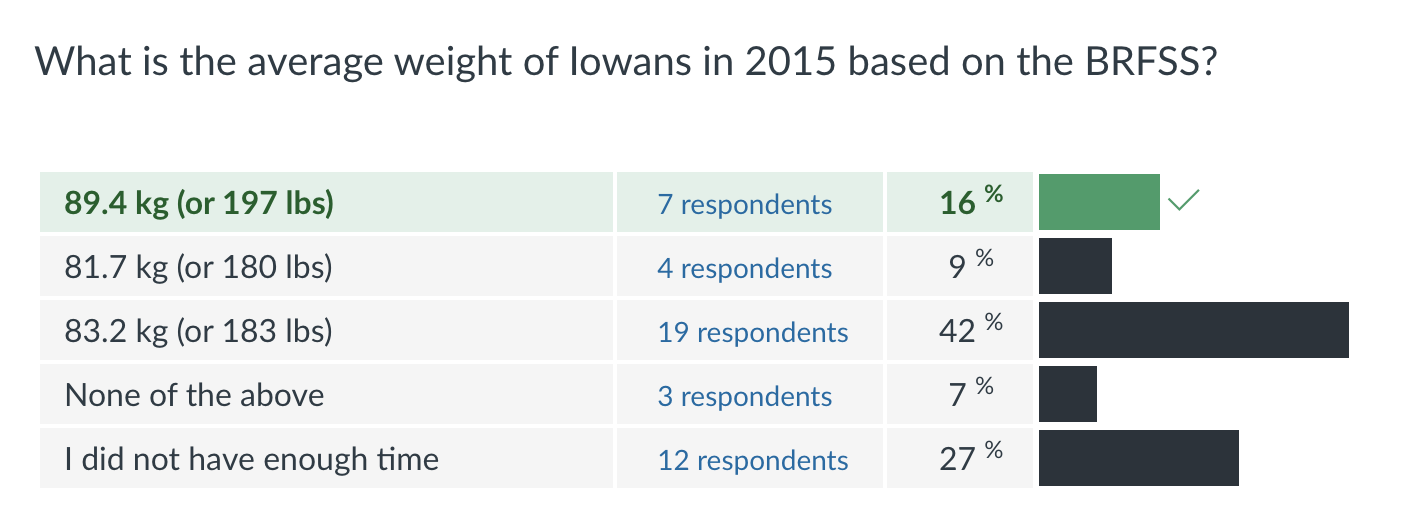 What is the average weight of Iowans in 2015 based on the BRFSS?
89.4 kg (or 197 lbs) 7 respondents 16 %
81.7 kg (or 180 lbs) 4 respondents 9 %
83.2 kg (or 183 lbs) 19 respondents 42 %
None of the above 3 respondents 7 %
I did not have enough time 12 respondents 27 %